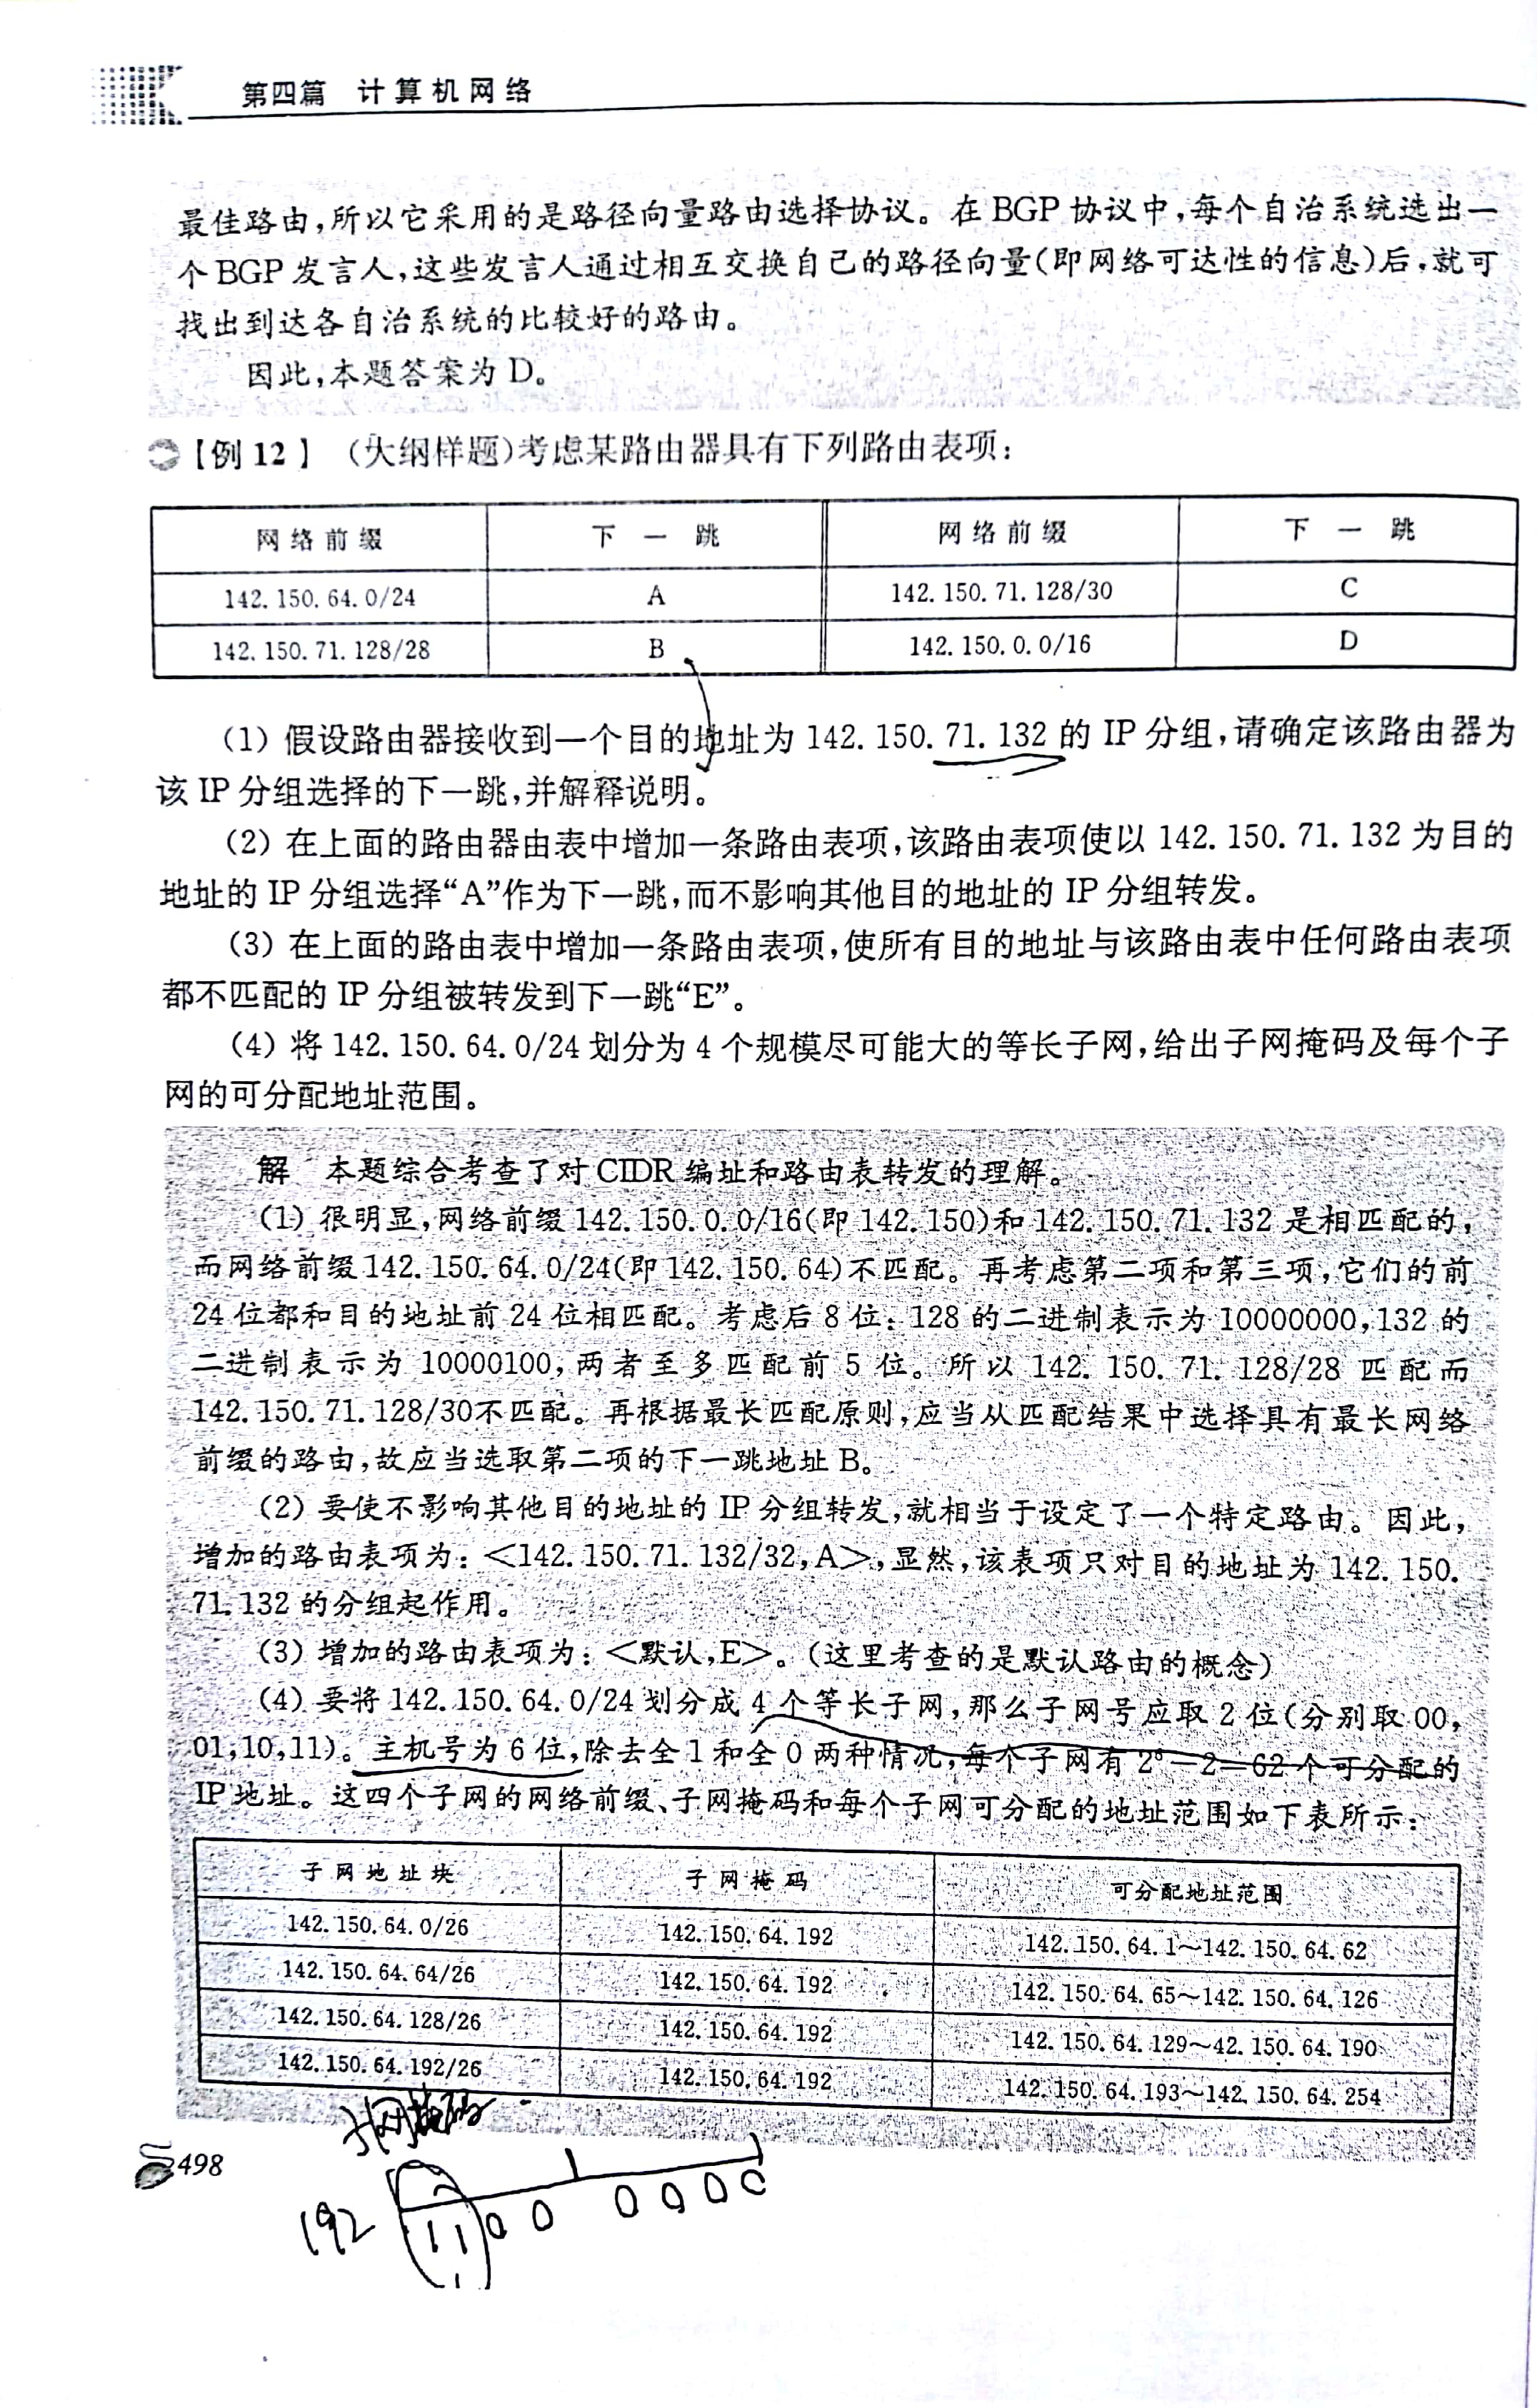 第四篇 计算机网络
最佳路由,所以它采用的是路径向量路由选择协议。在BGP协议中,每个自治系统选出一
个BGP发言人,这些发言人通过相互交换自己的路径向量(即网络可达性的信息)后,就可
找出到达各自治系统的比较好的路由。
因此,本题答案为D。
【例12】 (大纲样题)考虑某路由器具有下列路由表项:
网络前缀 下一跳 网络前缀 下一跳
142.150.64.0/24 A 142.150.71.128/30 C
142.150.71.128/28 B 142.150.0.0/16 D
(1) 假设路由器接收到一个目的地址为142.150.71.132的IP分组,请确定该路由器为
该IP分组选择的下一跳,并解释说明。
(2) 在上面的路由器由表中增加一条路由表项,该路由表项使以142.150.71.132为目的
地址的IP分组选择“A”作为下一跳,而不影响其他目的地址的IP分组转发。
(3) 在上面的路由表中增加一条路由表项,使所有目的地址与该路由表中任何路由表项
都不匹配的IP分组被转发到下一跳“E”。
(4) 将142.150.64.0/24划分为4个规模尽可能大的等长子网,给出子网掩码及每个子
网的可分配地址范围。
解 本题综合考查了对CIDR编址和路由表转发的理解。
(1) 很明显,网络前缀142.150.0.0/16(即142.150)和142.150.71.132是相匹配的,
而网络前缀142.150.64.0/24(即142.150.64)不匹配。再考虑第二项和第三项,它们的前
24位都和目的地址前24位相匹配。考虑后8位:128的二进制表示为10000000,132的
二进制表示为10000100,两者至多匹配前5位。所以142.150.71.128/28匹配而
142.150.71.128/30不匹配。再根据最长匹配原则,应当从匹配结果中选择具有最长网络
前缀的路由,故应当选取第二项的下一跳地址B。
(2) 要使不影响其他目的地址的IP分组转发,就相当于设定了一个特定路由。因此,
增加的路由表项为:<142.150.71.132/32,A>,显然,该表项只对目的地址为142.150.
71.132的分组起作用。
(3) 增加的路由表项为:<默认,E>。(这里考查的是默认路由的概念)
(4) 要将142.150.64.0/24划分成4个等长子网,那么子网号应取2位(分别取00,
01,10,11)。主机号为6位,除去全1和全0两种情况,每个子网有2⁶－2＝62个可分配的
IP地址。这四个子网的网络前缀、子网掩码和每个子网可分配的地址范围如下表所示:
子网地址块 子网掩码 可分配地址范围
142.150.64.0/26 142.150.64.192 142.150.64.1～142.150.64.62
142.150.64.64/26 142.150.64.192 142.150.64.65～142.150.64.126
142.150.64.128/26 142.150.64.192 142.150.64.129～42.150.64.190
142.150.64.192/26 142.150.64.192 142.150.64.193～142.150.64.254
子网掩码
498
192 1100 0000